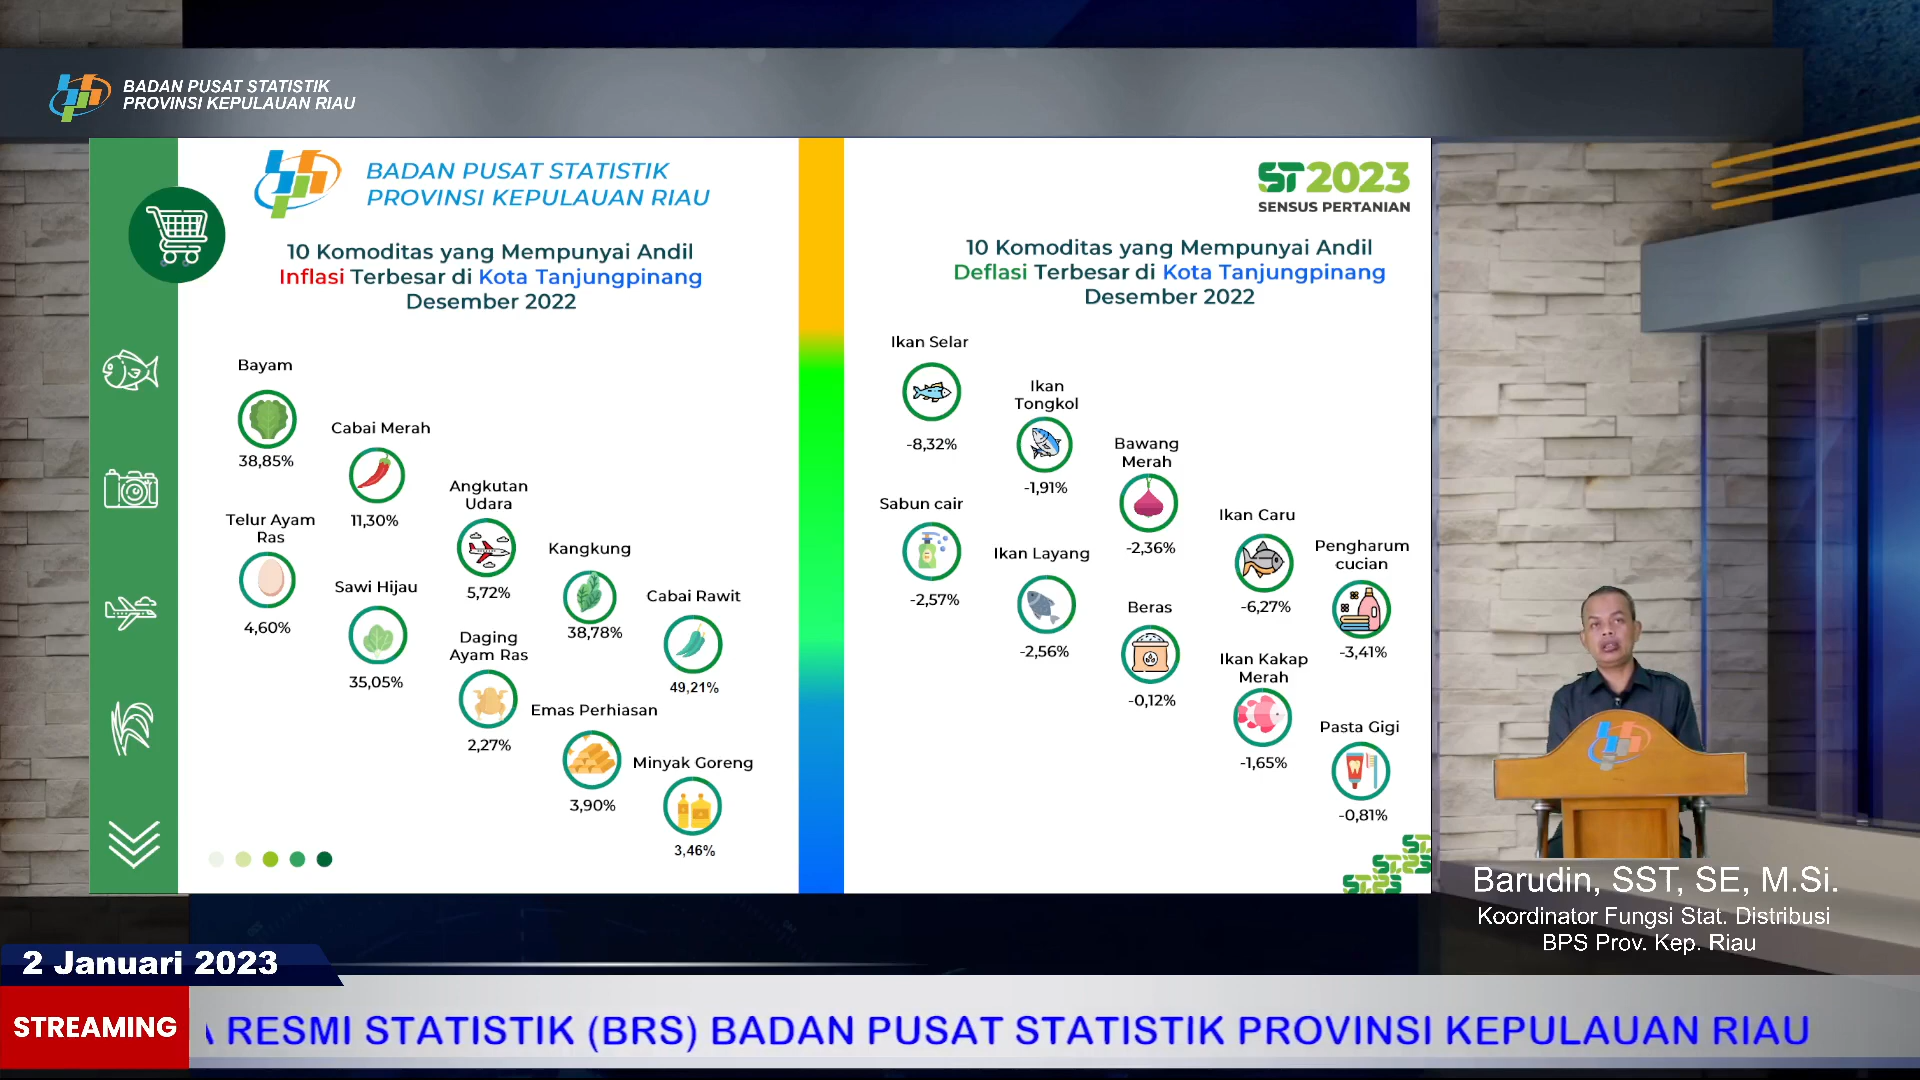 BADAN PUSAT STATISTIK
PROVINSI KEPULAUAN RIAU
BADAN PUSAT STATISTIK
PROVINSI KEPULAUAN RIAU
10 Komoditas yang Mempunyai Andil
Inflasi Terbesar di Kota Tanjungpinang
Desember 2022
Bayam
38,85%
Cabai Merah
11,30%
Angkutan
Udara
5,72%
Kangkung
38,78%
Cabai Rawit
49,21%
Telur Ayam
Ras
4,60%
Sawi Hijau
35,05%
Daging
Ayam Ras
2,27%
Emas Perhiasan
3,90%
Minyak Goreng
3,46%
ST2023
SENSUS PERTANIAN
10 Komoditas yang Mempunyai Andil
Deflasi Terbesar di Kota Tanjungpinang
Desember 2022
Ikan Selar
-8,32%
Ikan
Tongkol
-1,91%
Bawang
Merah
-2,36%
Ikan Caru
-6,27%
Pengharum
cucian
-3,41%
Sabun cair
-2,57%
Ikan Layang
-2,56%
Beras
-0,12%
Ikan Kakap
Merah
-1,65%
Pasta Gigi
-0,81%
Barudin, SST, SE, M.Si.
Koordinator Fungsi Stat. Distribusi
BPS Prov. Kep. Riau
2 Januari 2023
STREAMING
RESMI STATISTIK (BRS) BADAN PUSAT STATISTIK PROVINSI KEPULAUAN RIAU